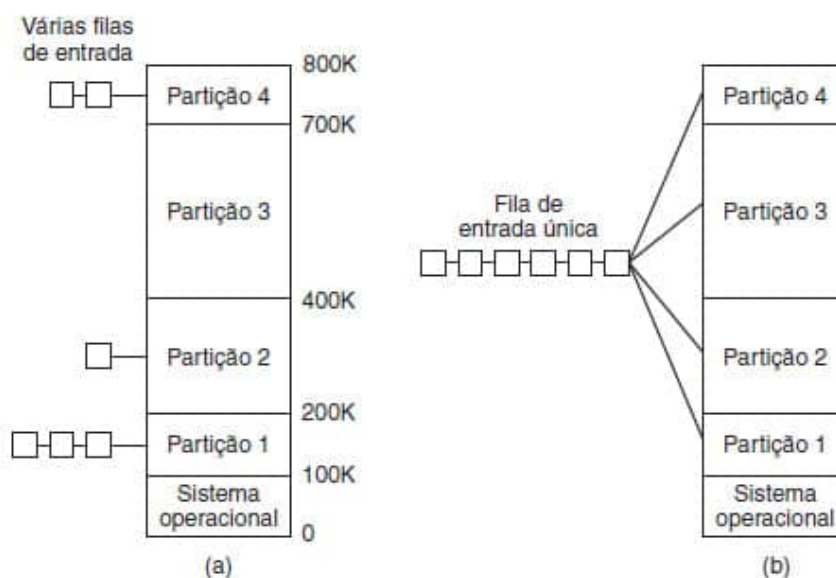 Várias filas
de entrada
800K
Partição 4
700K
Partição 3
400K
Partição 2
200K
Partição 1
100K
Sistema
operacional
0
(a)
Fila de
entrada única
Partição 4
Partição 3
Partição 2
Partição 1
Sistema
operacional
(b)